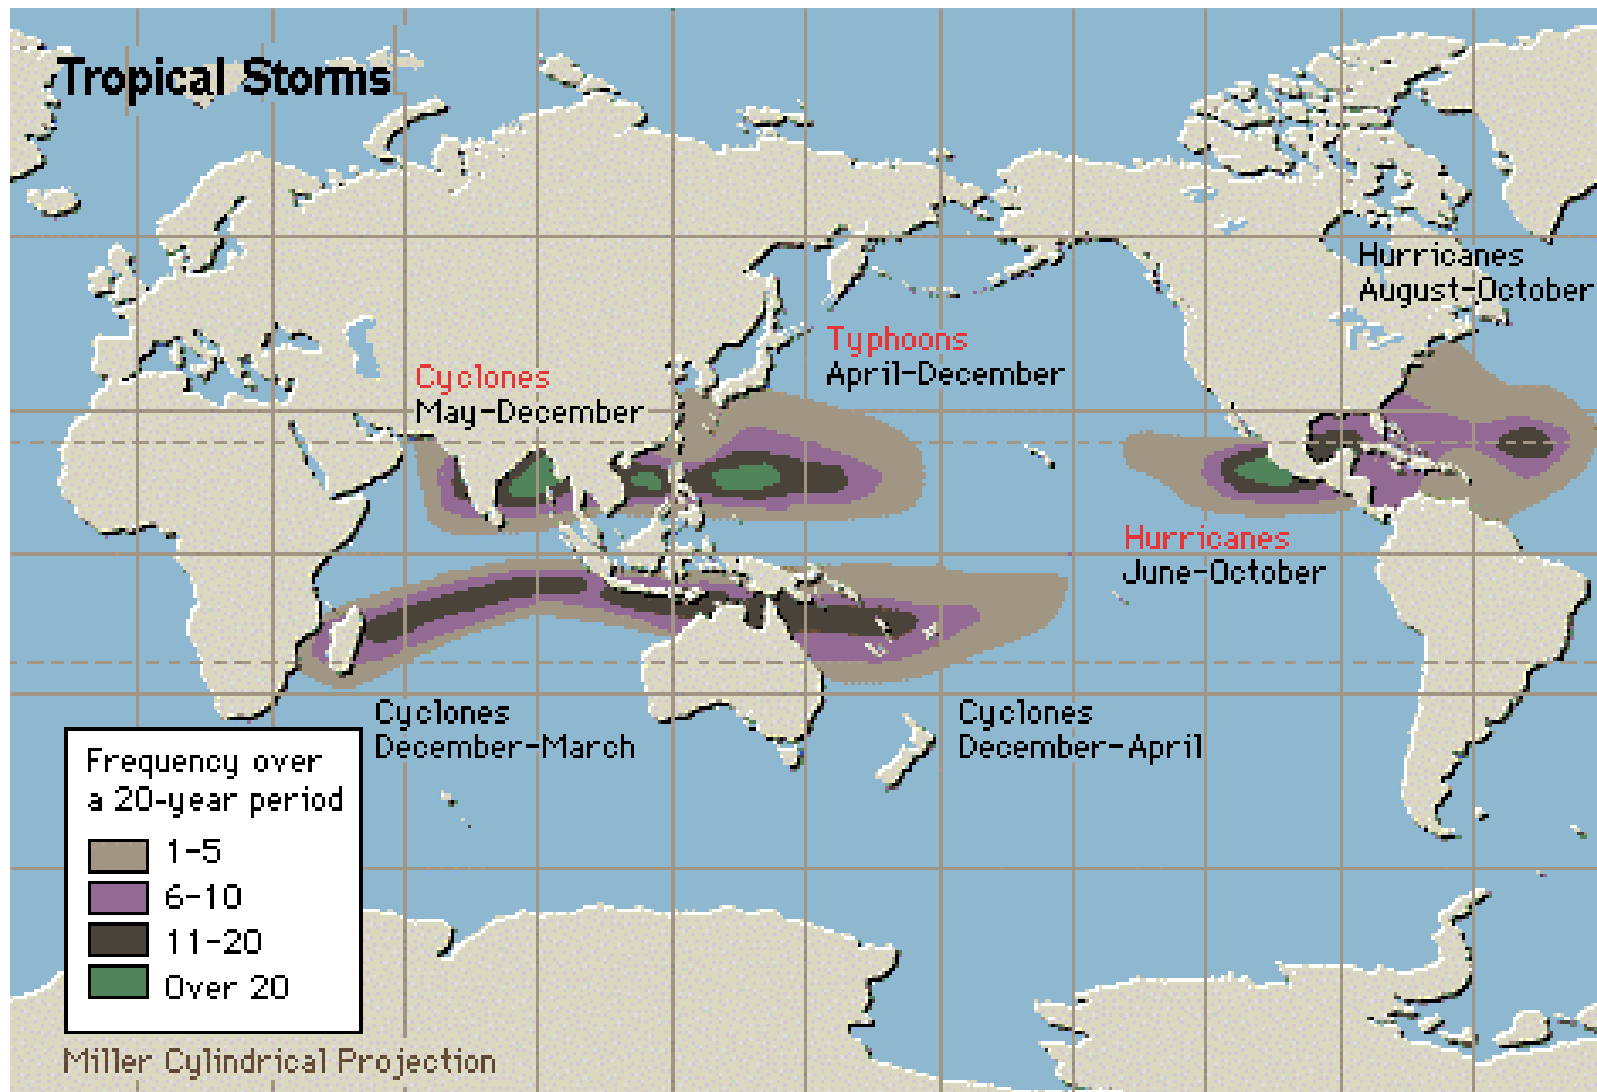 Tropical Storms
Hurricanes
August-October
Typhoons
April-December
Cyclones
May-December
Hurricanes
June-October
Cyclones
December-March
Cyclones
December-April
Frequency over
a 20-year period
1-5
6-10
11-20
Over 20
Miller Cylindrical Projection